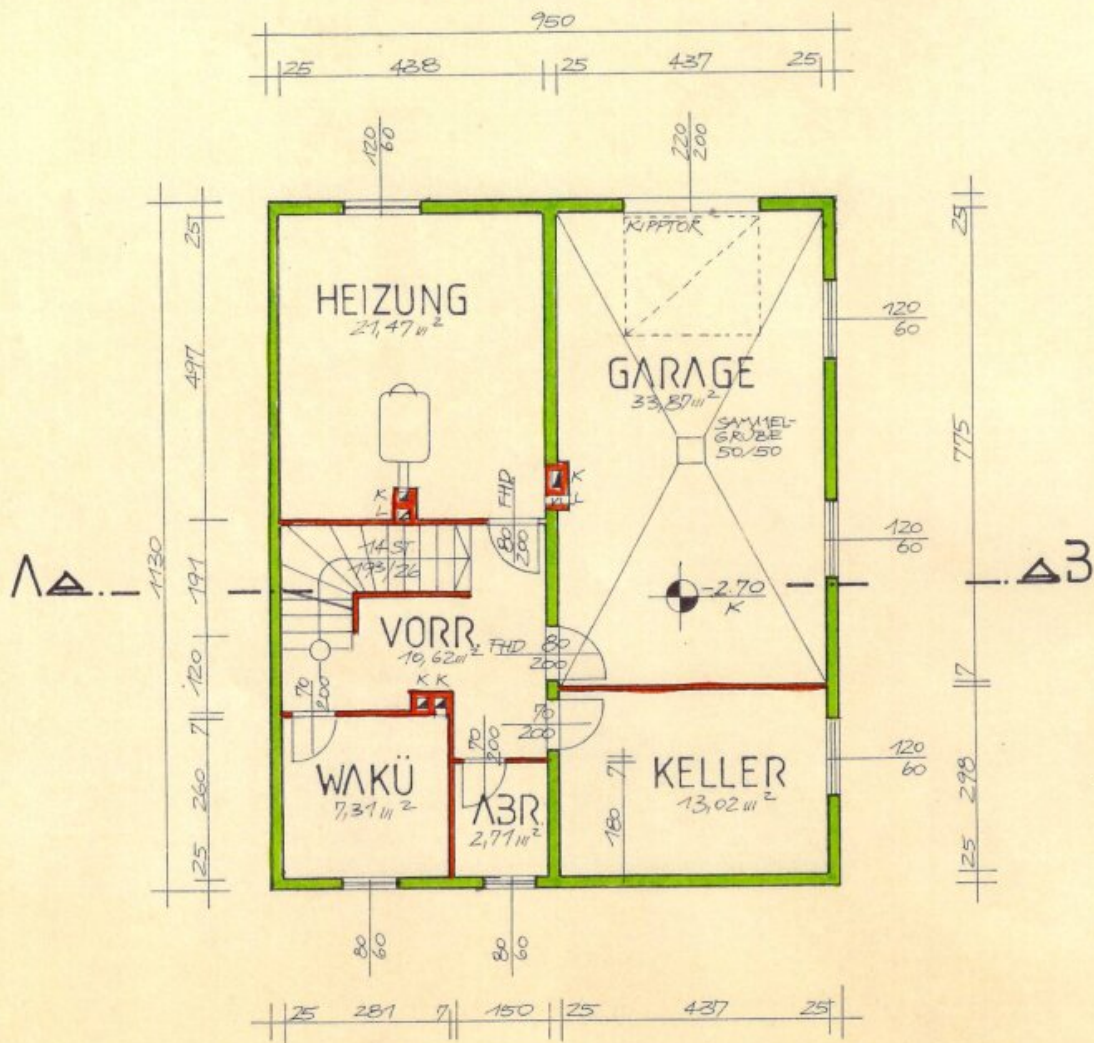 950
25 438 25 437 25
120
60
220
200
25
497
191
120
7
260
25
1130
HEIZUNG
21,47 m²
KIPPTOR
GARAGE
33,87 m²
SAMMEL-
GRUBE
50/50
120
60
25
775
7
298
25
K
L
FHD
80
200
K
L
14 ST
193/26
120
60
A
B
-2.70
K
VORR.
10,62 m²
FHD 80
200
K K
70
200
70
200
70
200
WAKÜ
7,31 m²
ABR.
2,71 m²
7
180
KELLER
13,02 m²
120
60
80
60
80
60
25 281 7 150 25 437 25